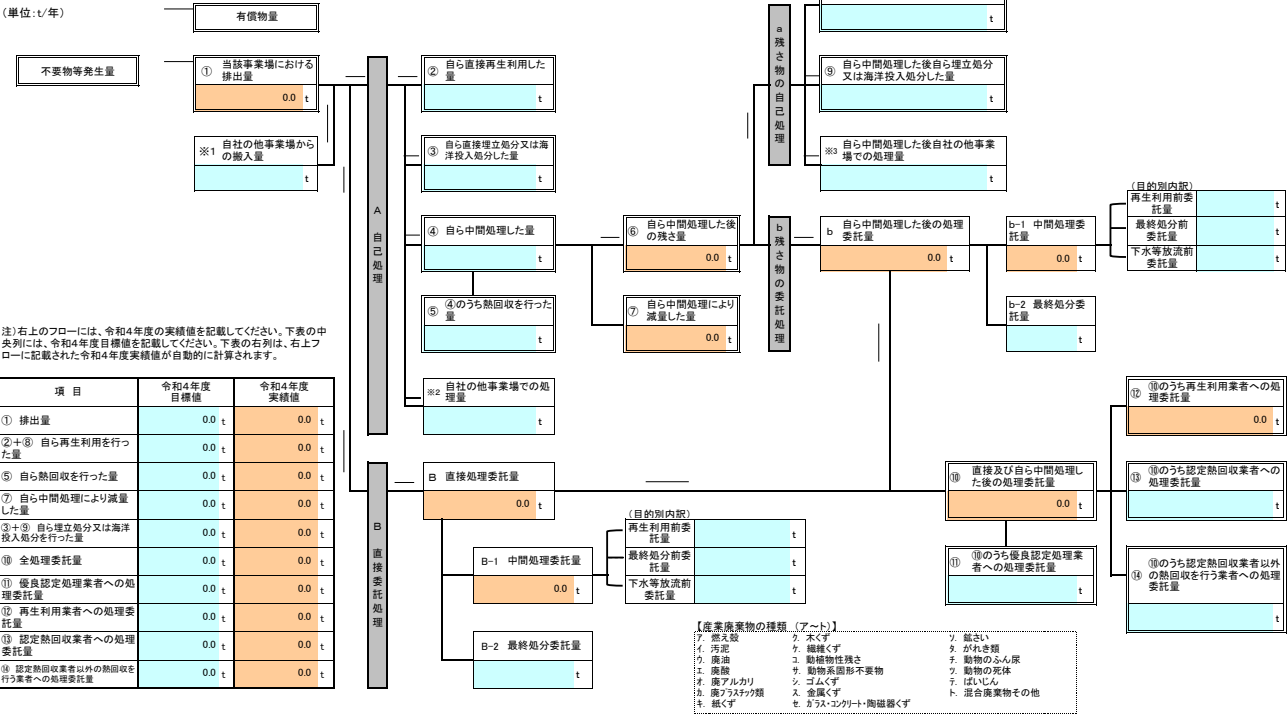 (単位:t/年)
有償物量
不要物等発生量
① 当該事業場における
排出量
0.0 t
※1 自社の他事業場から
の搬入量
t
A
自
己
処
理
② 自ら直接再生利用した
量
t
③ 自ら直接埋立処分又は海
洋投入処分した量
t
④ 自ら中間処理した量
t
⑤ ④のうち熱回収を行った
量
t
※2 自社の他事業場での処
理量
t
⑥ 自ら中間処理した後
の残さ量
0.0 t
⑦ 自ら中間処理により
減量した量
0.0 t
a
残
さ
物
の
自
己
処
理
t
⑨ 自ら中間処理した後自ら埋立処分
又は海洋投入処分した量
t
※3 自ら中間処理した後自社の他事業
場での処理量
t
b
残
さ
物
の
委
託
処
理
b 自ら中間処理した後の処理
委託量
0.0 t
b-1 中間処理委
託量
0.0 t
b-2 最終処分委
託量
t
(目的別内訳)
再生利用前委
託量 t
最終処分前
委託量 t
下水等放流前
委託量 t
注)右上のフローには、令和4年度の実績値を記載してください。下表の中
央列には、令和4年度目標値を記載してください。下表の右列は、右上フ
ローに記載された令和4年度実績値が自動的に計算されます。
項 目 令和4年度
目標値 令和4年度
実績値
① 排出量 0.0 t 0.0 t
②+⑧ 自ら再生利用を行っ
た量 0.0 t 0.0 t
⑤ 自ら熱回収を行った量 0.0 t 0.0 t
⑦ 自ら中間処理により減量
した量 0.0 t 0.0 t
③+⑨ 自ら埋立処分又は海洋
投入処分を行った量 0.0 t 0.0 t
⑩ 全処理委託量 0.0 t 0.0 t
⑪ 優良認定処理業者への処
理委託量 0.0 t 0.0 t
⑫ 再生利用業者への処理委
託量 0.0 t 0.0 t
⑬ 認定熱回収業者への処理
委託量 0.0 t 0.0 t
⑭ 認定熱回収業者以外の熱回収を
行う業者への処理委託量 0.0 t 0.0 t
B
直
接
委
託
処
理
B 直接処理委託量
0.0 t
B-1 中間処理委託量
0.0 t
B-2 最終処分委託量
t
(目的別内訳)
再生利用前委
託量 t
最終処分前委
託量 t
下水等放流前
委託量 t
⑩ 直接及び自ら中間処理し
た後の処理委託量
0.0 t
⑪ ⑩のうち優良認定処理業
者への処理委託量
t
⑫ ⑩のうち再生利用業者への処
理委託量
0.0 t
⑬ ⑩のうち認定熱回収業者への
処理委託量
t
⑭ ⑩のうち認定熱回収業者以外
の熱回収を行う業者への処理
委託量
t
【産業廃棄物の種類 (ア~ト)】
ア. 燃え殻 ク. 木くず ソ. 鉱さい
イ. 汚泥 ケ. 繊維くず タ. がれき類
ウ. 廃油 コ. 動植物性残さ チ. 動物のふん尿
エ. 廃酸 サ. 動物系固形不要物 ツ. 動物の死体
オ. 廃アルカリ シ. ゴムくず テ. ばいじん
カ. 廃プラスチック類 ス. 金属くず ト. 混合廃棄物その他
キ. 紙くず セ. ガラス・コンクリート・陶磁器くず